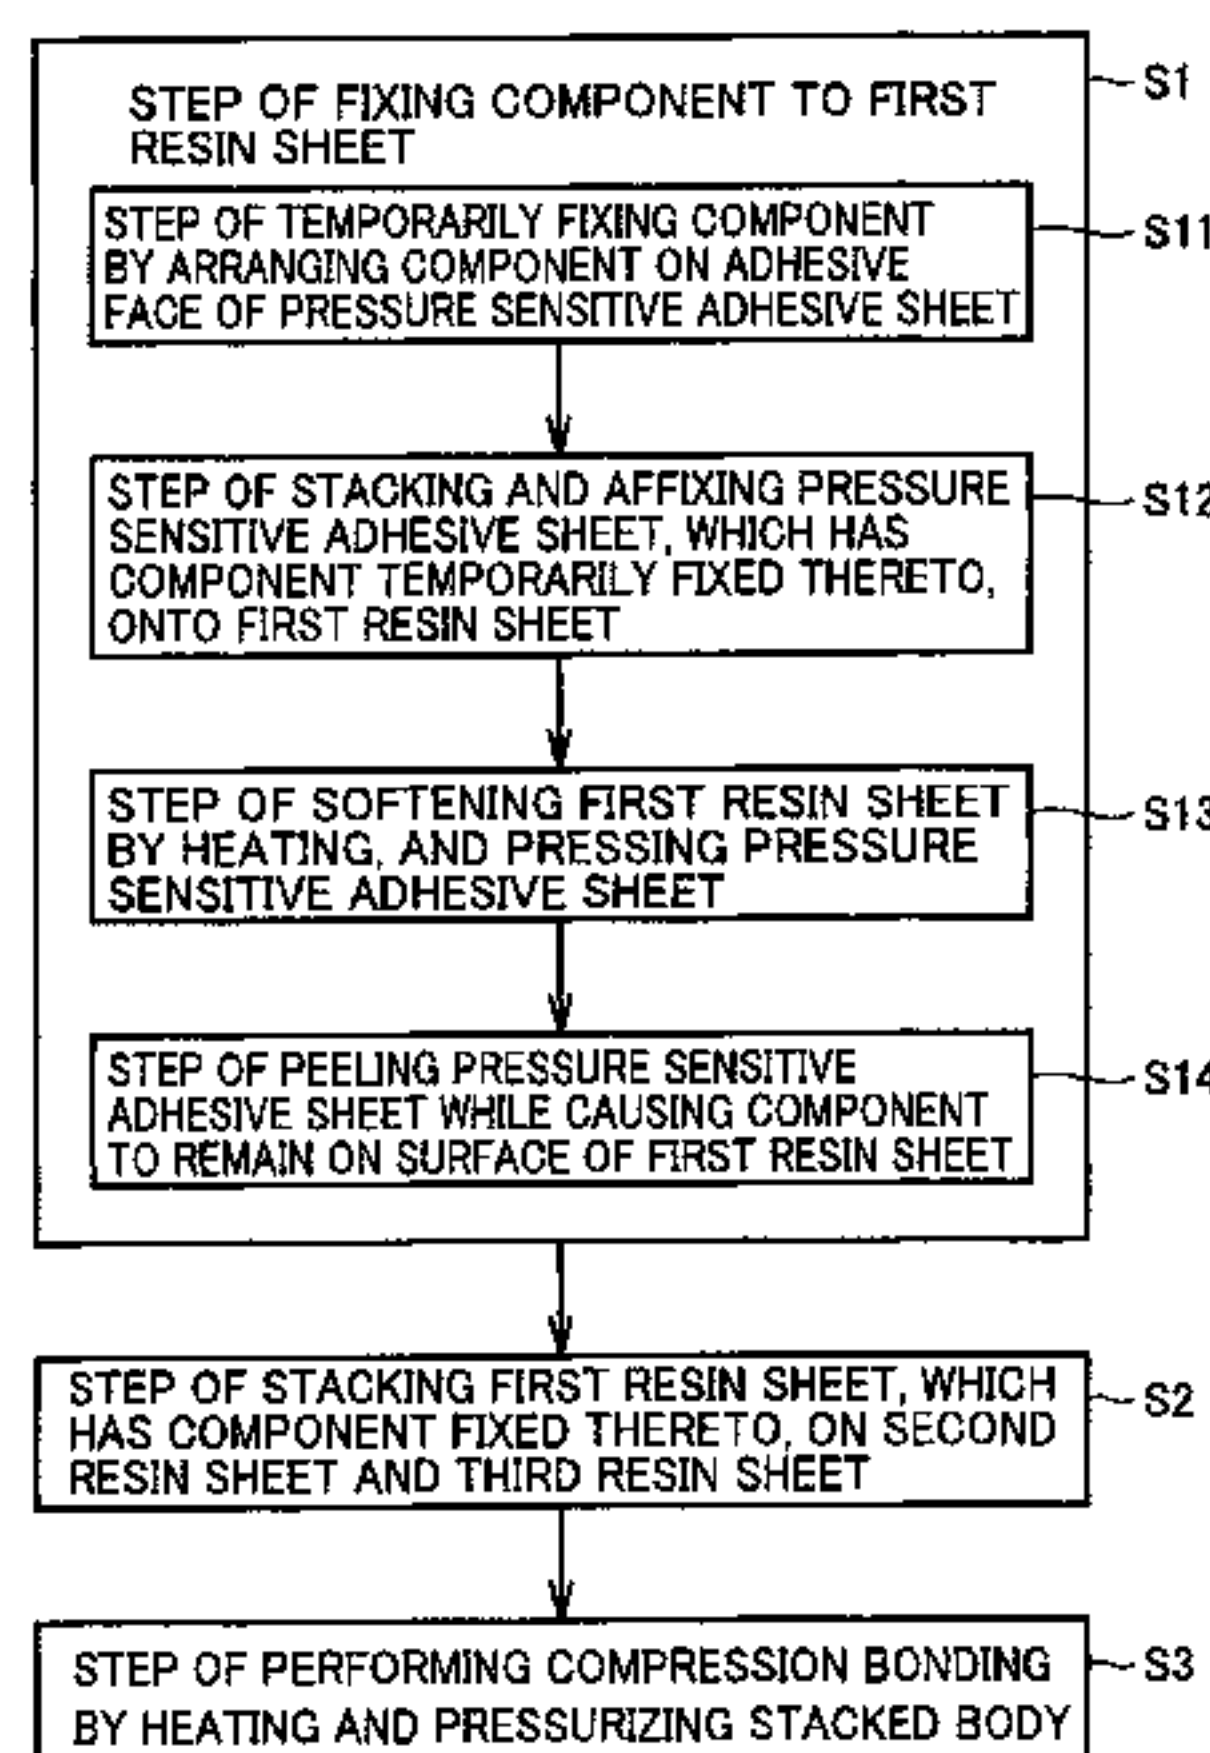 STEP OF FIXING COMPONENT TO FIRST
RESIN SHEET
S1
STEP OF TEMPORARILY FIXING COMPONENT
BY ARRANGING COMPONENT ON ADHESIVE
FACE OF PRESSURE SENSITIVE ADHESIVE SHEET
S11
STEP OF STACKING AND AFFIXING PRESSURE
SENSITIVE ADHESIVE SHEET, WHICH HAS
COMPONENT TEMPORARILY FIXED THERETO,
ONTO FIRST RESIN SHEET
S12
STEP OF SOFTENING FIRST RESIN SHEET
BY HEATING, AND PRESSING PRESSURE
SENSITIVE ADHESIVE SHEET
S13
STEP OF PEELING PRESSURE SENSITIVE
ADHESIVE SHEET WHILE CAUSING COMPONENT
TO REMAIN ON SURFACE OF FIRST RESIN SHEET
S14
STEP OF STACKING FIRST RESIN SHEET, WHICH
HAS COMPONENT FIXED THERETO, ON SECOND
RESIN SHEET AND THIRD RESIN SHEET
S2
STEP OF PERFORMING COMPRESSION BONDING
BY HEATING AND PRESSURIZING STACKED BODY
S3